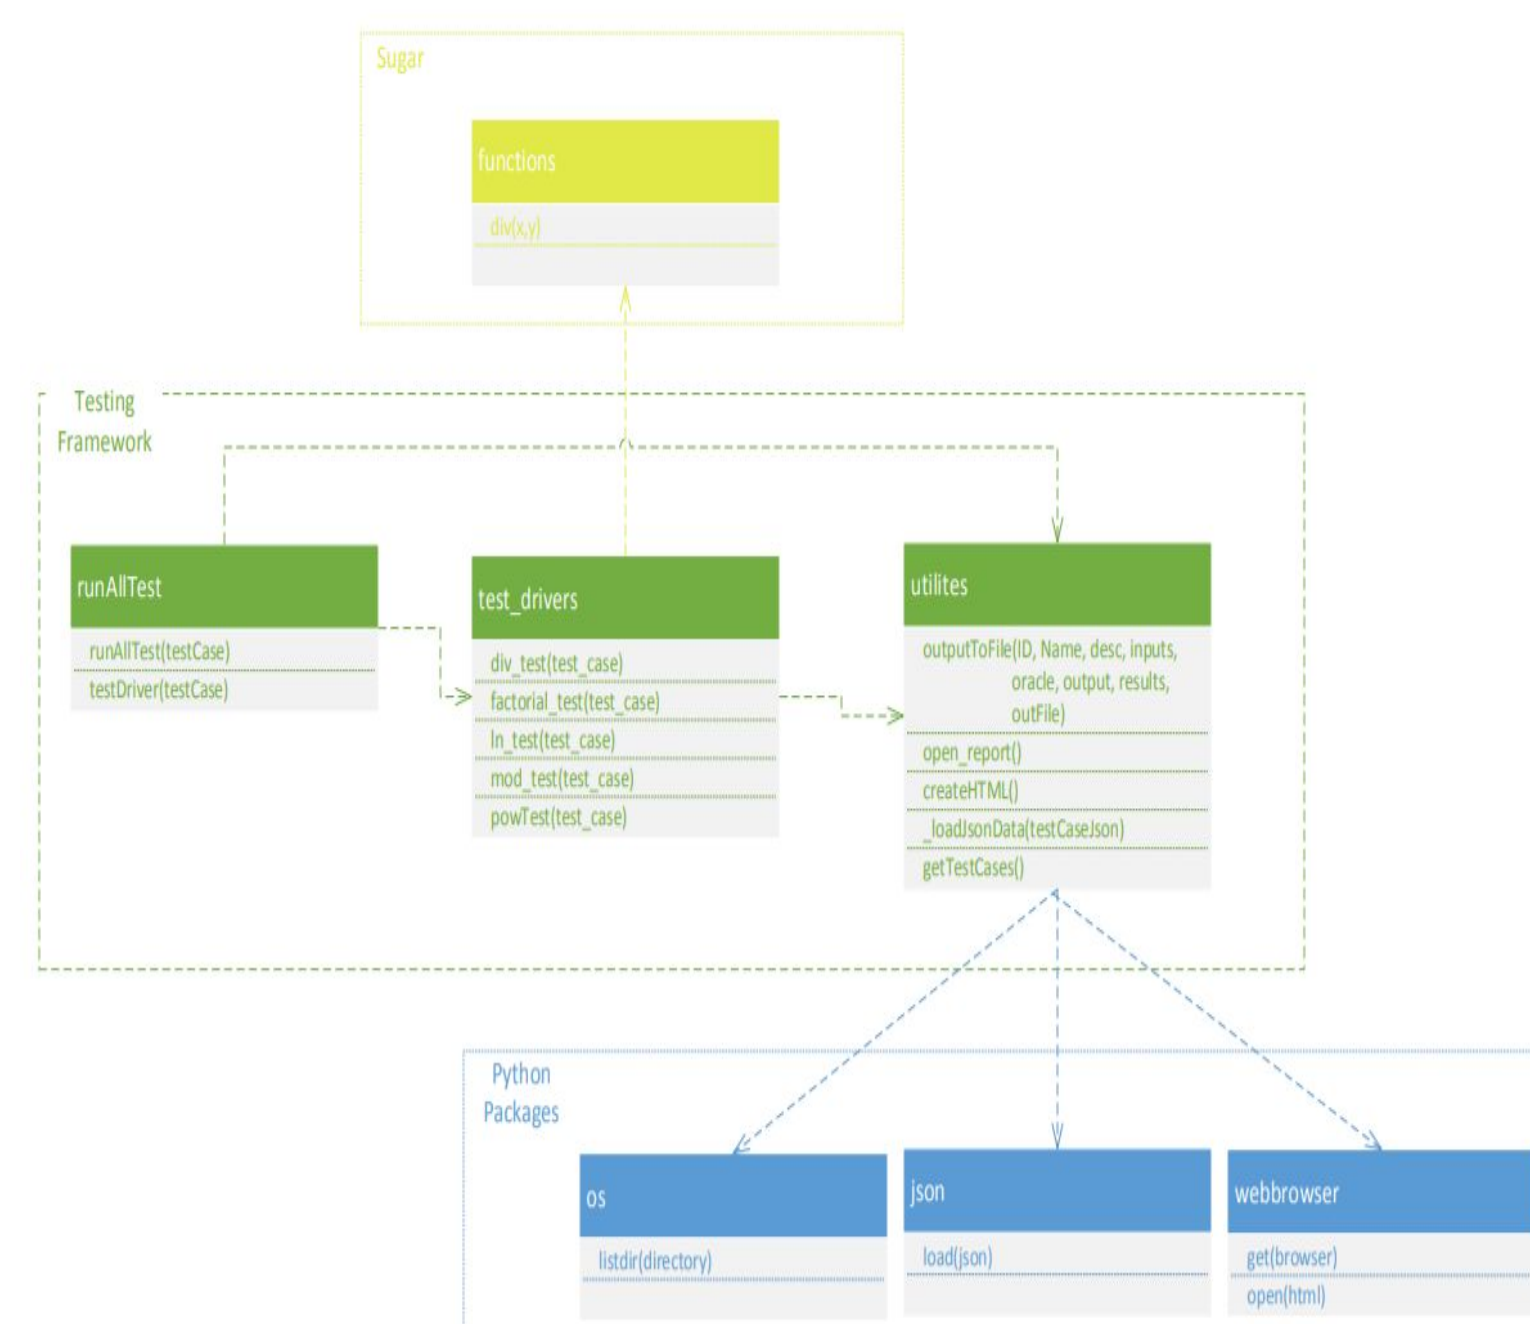 Sugar
functions
div(x,y)
Testing
Framework
runAllTest
runAllTest(testCase)
testDriver(testCase)
test_drivers
div_test(test_case)
factorial_test(test_case)
ln_test(test_case)
mod_test(test_case)
powTest(test_case)
utilites
outputToFile(ID, Name, desc, inputs,
oracle, output, results,
outFile)
open_report()
createHTML()
_loadJsonData(testCaseJson)
getTestCases()
Python
Packages
os
listdir(directory)
json
load(json)
webbrowser
get(browser)
open(html)